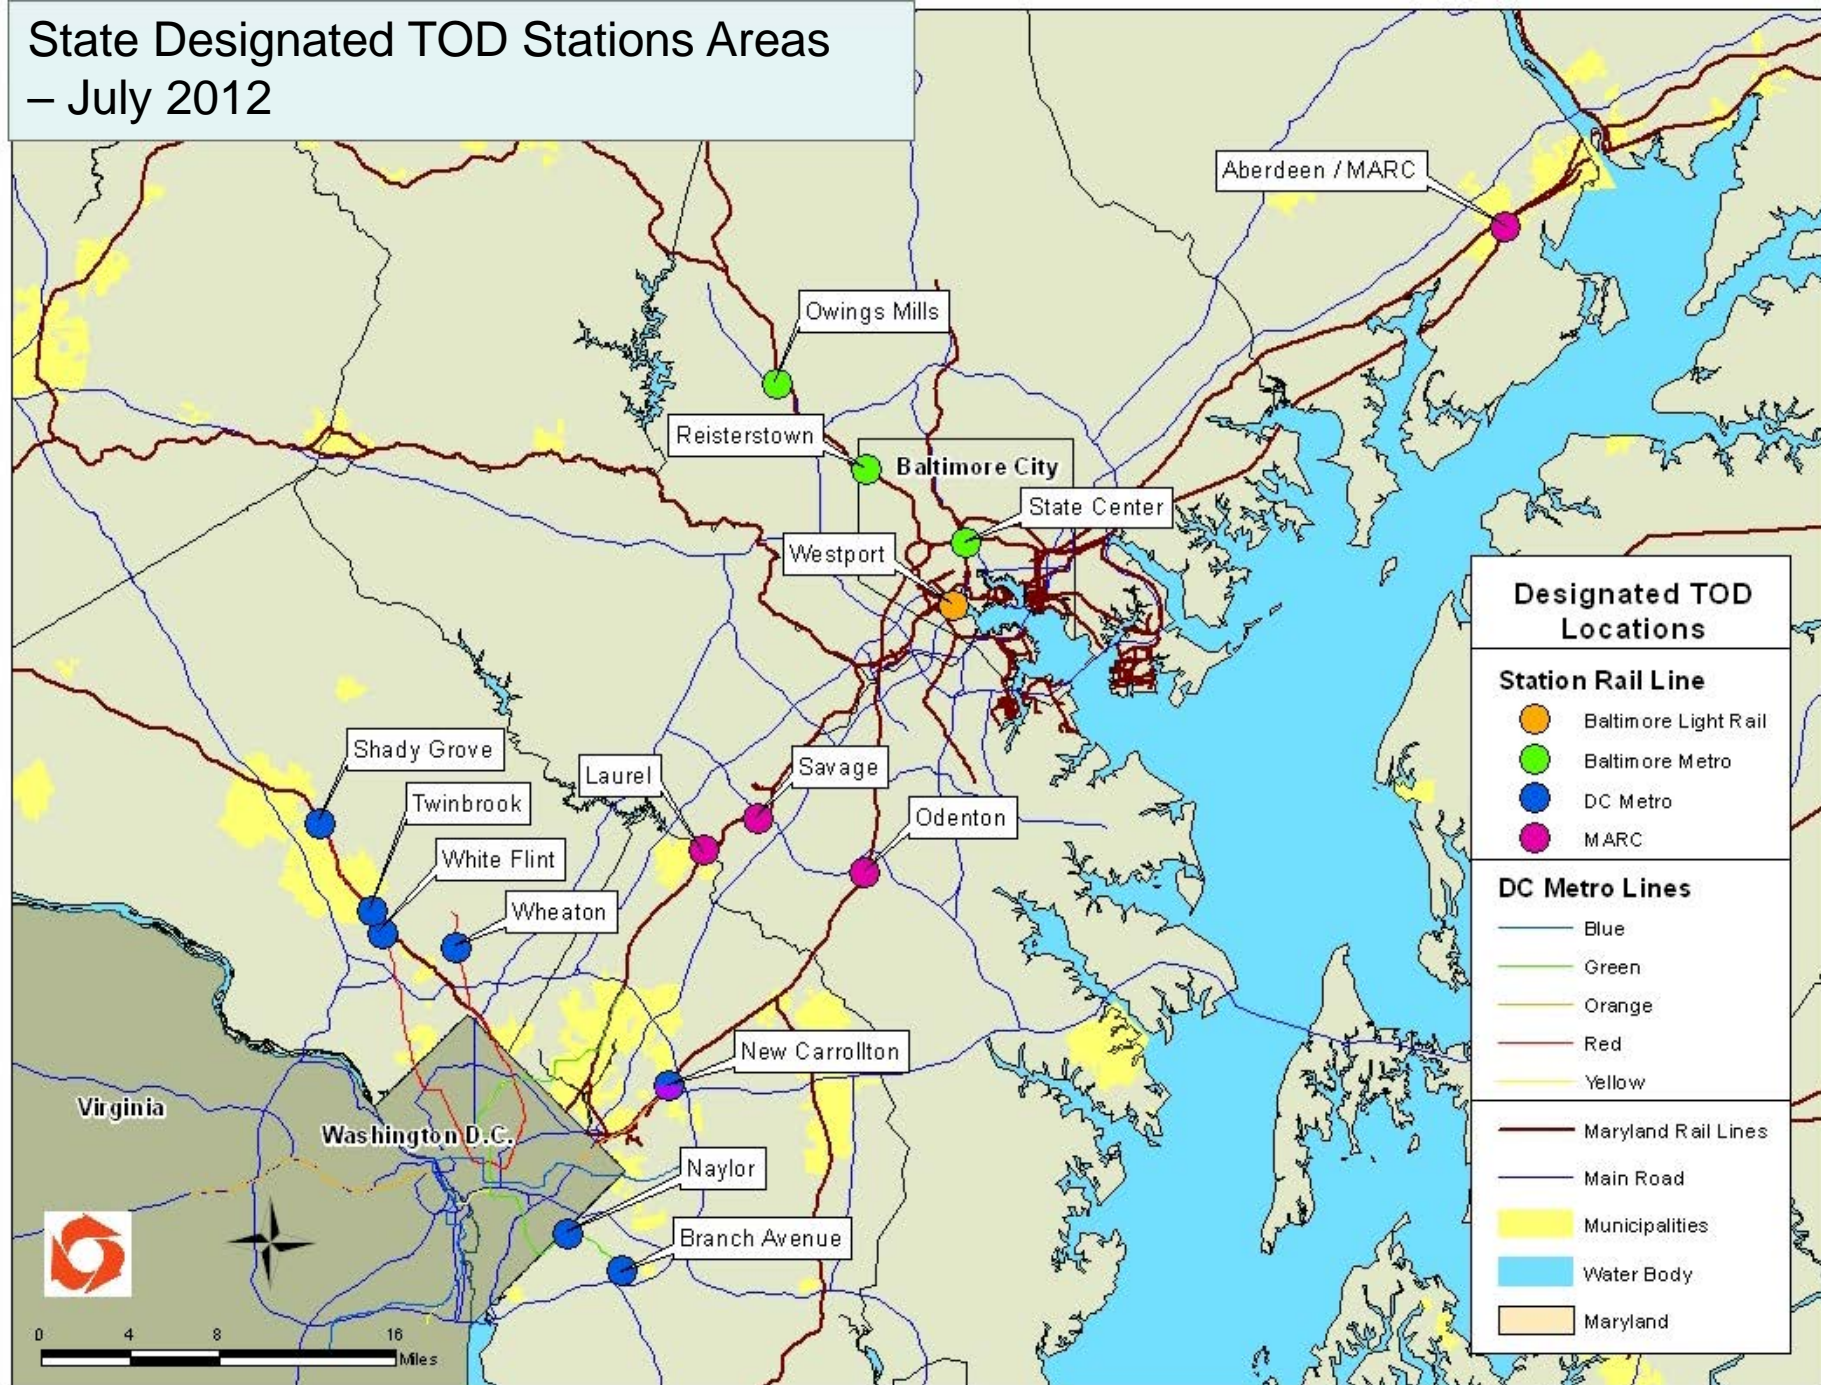 State Designated TOD Stations Areas
– July 2012
Aberdeen / MARC
Owings Mills
Reisterstown
Baltimore City
State Center
Westport
Shady Grove
Laurel
Savage
Twinbrook
Odenton
White Flint
Wheaton
New Carrollton
Virginia
Washington D.C.
Naylor
Branch Avenue
0 4 8 16
Miles
Designated TOD
Locations
Station Rail Line
Baltimore Light Rail
Baltimore Metro
DC Metro
MARC
DC Metro Lines
Blue
Green
Orange
Red
Yellow
Maryland Rail Lines
Main Road
Municipalities
Water Body
Maryland